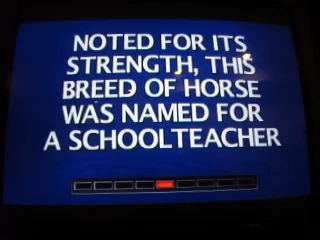 NOTED FOR ITS
STRENGTH, THIS
BREED OF HORSE
WAS NAMED FOR
A SCHOOLTEACHER